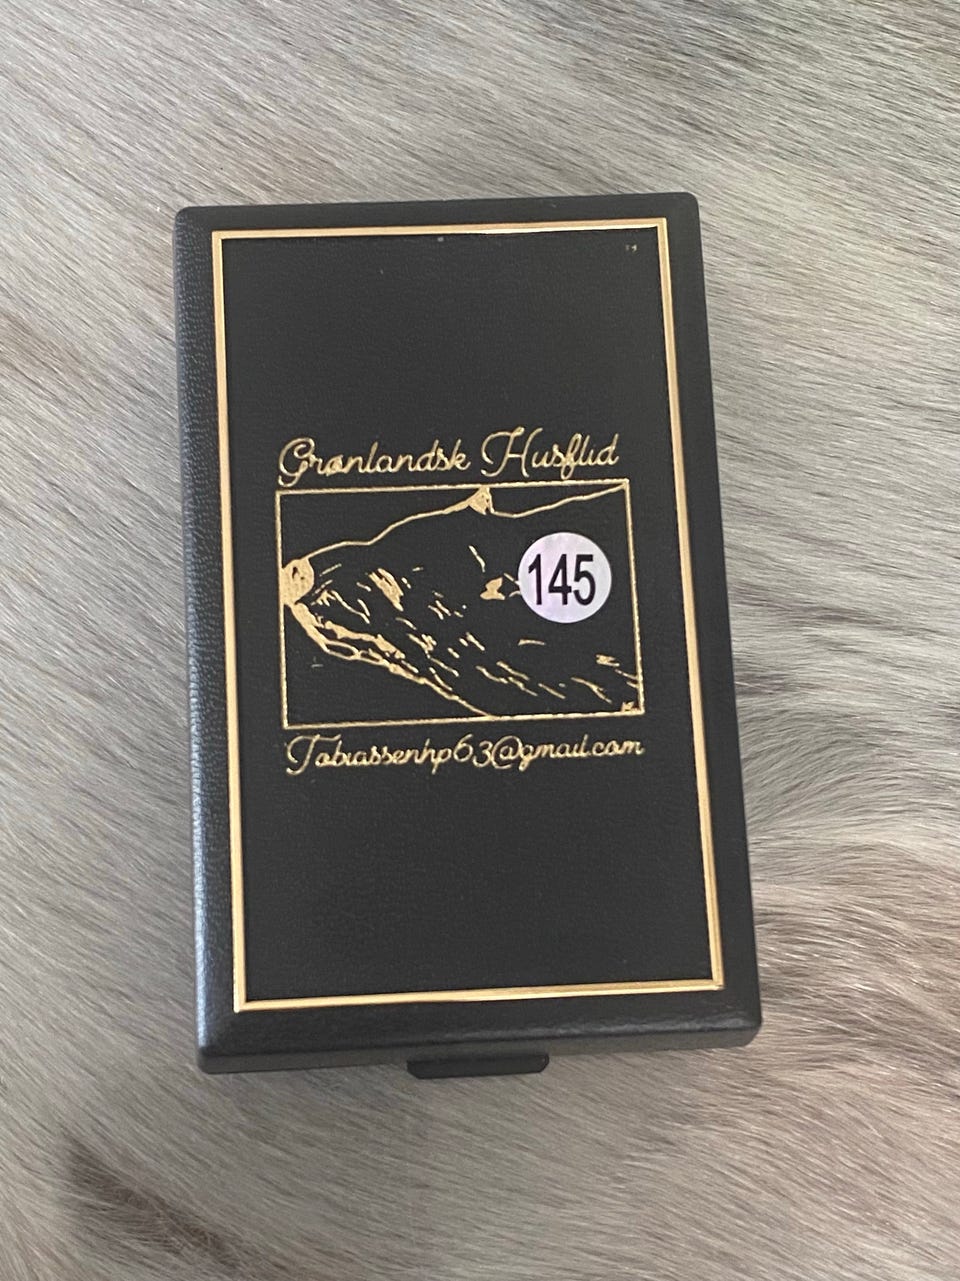 Grønlandsk Husflid
145
Tobiassenhp63@gmail.com